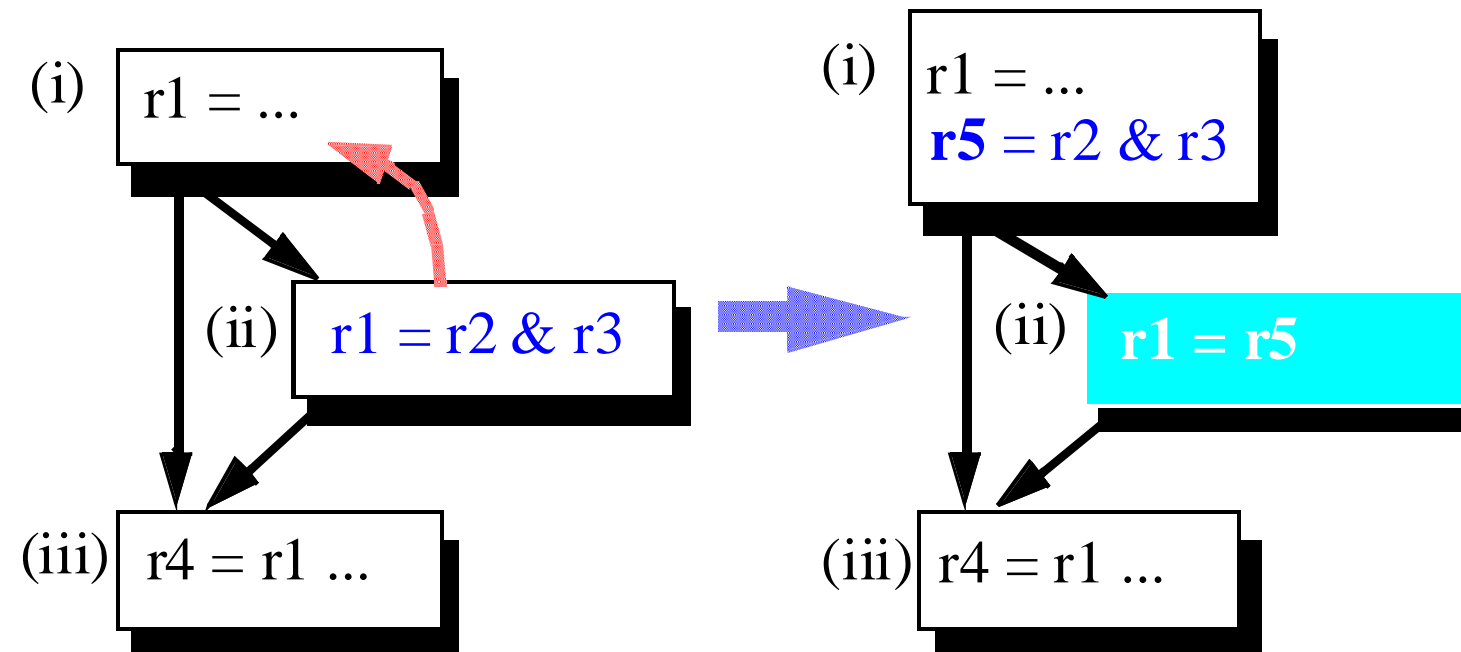 (i)
r1 = ...
(ii)
r1 = r2 & r3
(iii)
r4 = r1 ...
(i)
r1 = ...
r5 = r2 & r3
(ii)
r1 = r5
(iii)
r4 = r1 ...